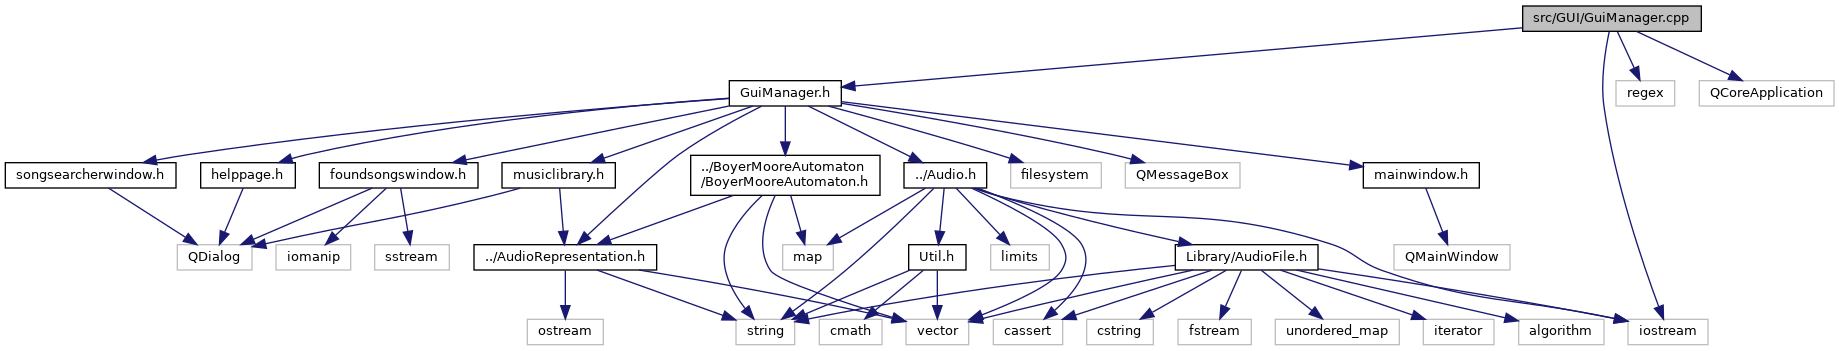 src/GUI/GuiManager.cpp
GuiManager.h
regex
QCoreApplication
songsearcherwindow.h
helppage.h
foundsongswindow.h
musiclibrary.h
../BoyerMooreAutomaton
/BoyerMooreAutomaton.h
../Audio.h
filesystem
QMessageBox
mainwindow.h
QDialog
iomanip
sstream
../AudioRepresentation.h
map
Util.h
limits
Library/AudioFile.h
QMainWindow
ostream
string
cmath
vector
cassert
cstring
fstream
unordered_map
iterator
algorithm
iostream